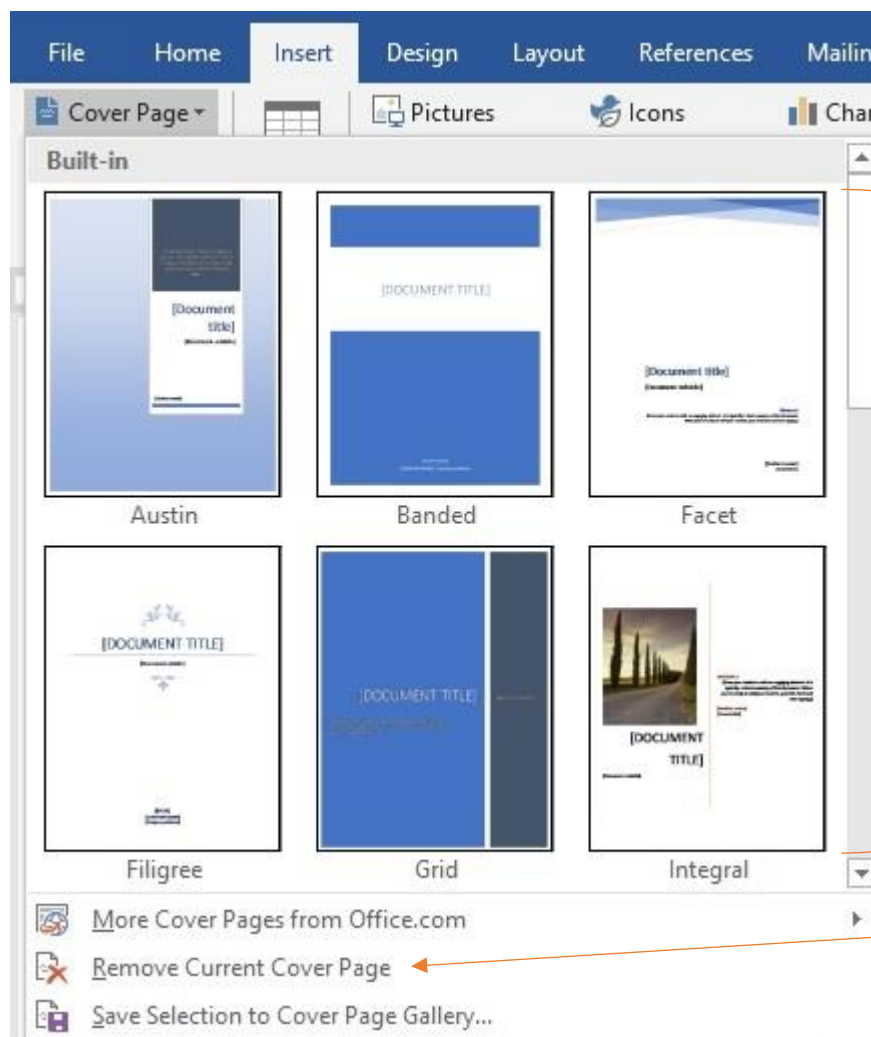 File Home Insert Design Layout References Mailin
Cover Page Pictures Icons Char
Built-in
[Document
title]
[DOCUMENT TITLE]
[Document title]
[Document subtitle]
Austin Banded Facet
[DOCUMENT TITLE]
[DOCUMENT TITLE]
[DOCUMENT
TITLE]
Filigree Grid Integral
More Cover Pages from Office.com
Remove Current Cover Page
Save Selection to Cover Page Gallery...